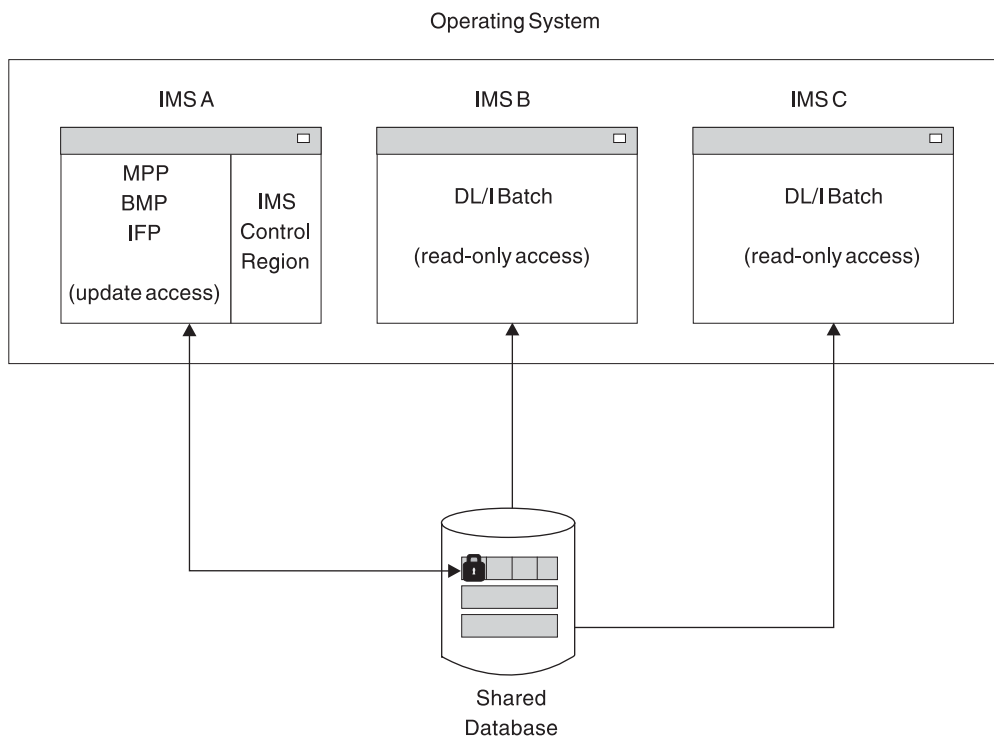 Operating System
IMS A
IMS B
IMS C
MPP
BMP
IFP
(update access)
IMS
Control
Region
DL/I Batch
(read-only access)
DL/I Batch
(read-only access)
Shared
Database